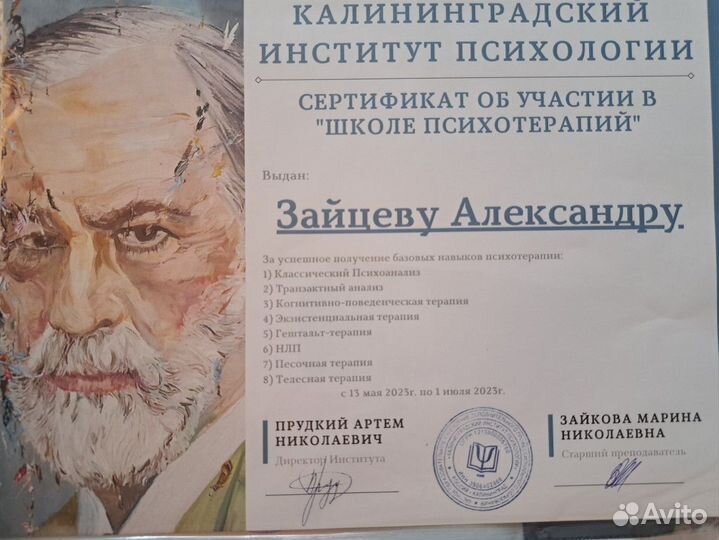 КАЛИНИНГРАДСКИЙ
ИНСТИТУТ ПСИХОЛОГИИ
СЕРТИФИКАТ ОБ УЧАСТИИ В
"ШКОЛЕ ПСИХОТЕРАПИЙ"
Выдан:
Зайцеву Александру
За успешное получение базовых навыков психотерапии:
1) Классический Психоанализ
2) Транзактный анализ
3) Когнитивно-поведенческая терапия
4) Экзистенциальная терапия
5) Гештальт-терапия
6) НЛП
7) Песочная терапия
8) Телесная терапия
с 13 мая 2023г. по 1 июля 2023г.
ПРУДКИЙ АРТЕМ
НИКОЛАЕВИЧ
Директор Института
ЗАЙКОВА МАРИНА
НИКОЛАЕВНА
Старший преподаватель
Avito